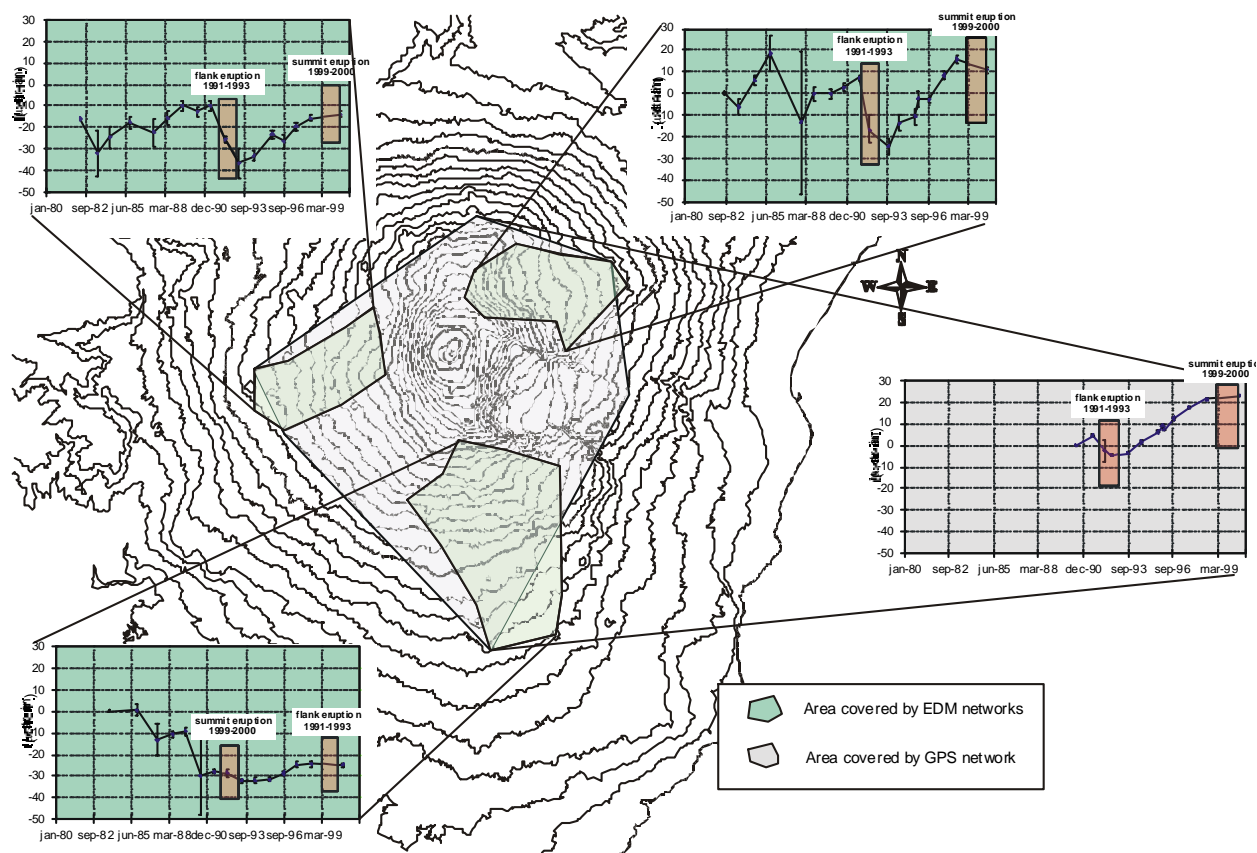 30
20
10
0
-10
-20
-30
-40
-50
jan-80 sep-82 jun-85 mar-88 dec-90 sep-93 sep-96 mar-99
flank eruption
1991-1993
summit eruption
1999-2000
30
20
10
0
-10
-20
-30
-40
-50
jan-80 sep-82 jun-85 mar-88 dec-90 sep-93 sep-96 mar-99
flank eruption
1991-1993
summit eruption
1999-2000
N
W E
S
30
20
10
0
-10
-20
-30
-40
-50
jan-80 sep-82 jun-85 mar-88 dec-90 sep-93 sep-96 mar-99
flank eruption
1991-1993
summit eruption
1999-2000
30
20
10
0
-10
-20
-30
-40
-50
jan-80 sep-82 jun-85 mar-88 dec-90 sep-93 sep-96 mar-99
summit eruption
1999-2000
flank eruption
1991-1993
Area covered by EDM networks
Area covered by GPS network